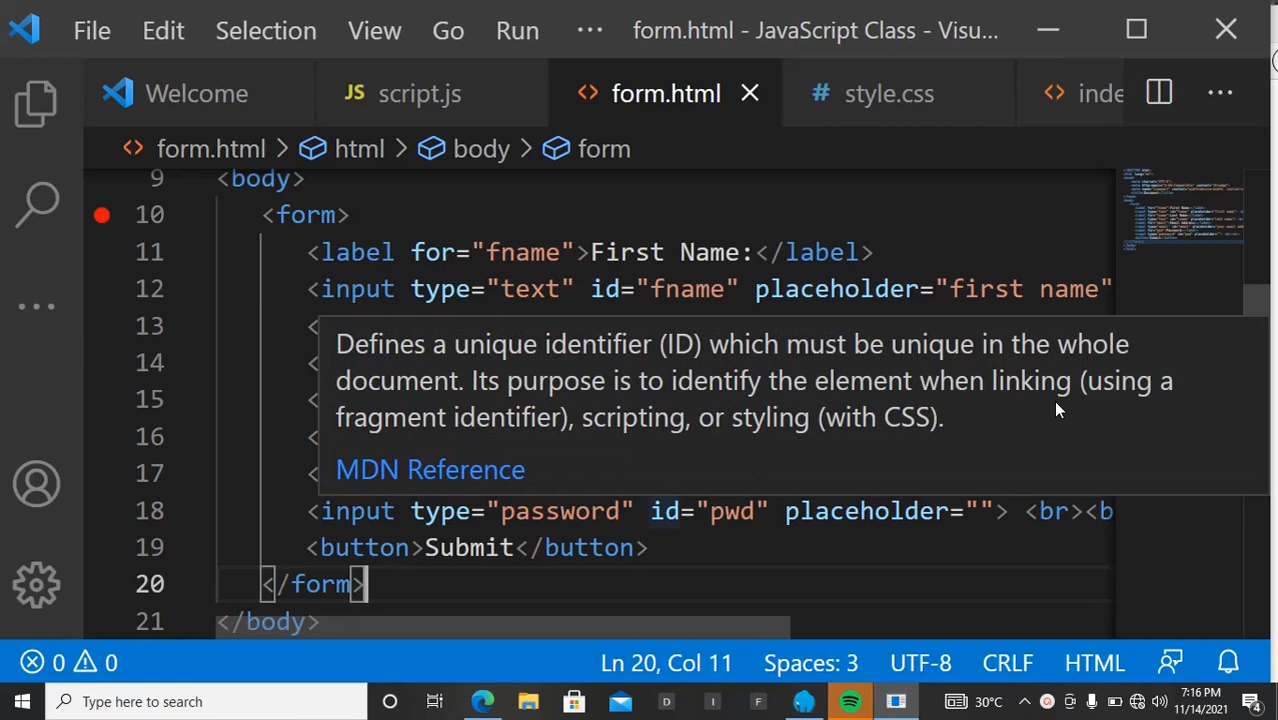 File Edit Selection View Go Run ··· form.html - JavaScript Class - Visu...
Welcome JS script.js form.html # style.css inde ···
form.html > html > body > form
9 <body>
10 <form>
11 <label for="fname">First Name:</label>
12 <input type="text" id="fname" placeholder="first name"
13 <
Defines a unique identifier (ID) which must be unique in the whole
14 <
document. Its purpose is to identify the element when linking (using a
15 <
fragment identifier), scripting, or styling (with CSS).
16 <
17 <
MDN Reference
18 <input type="password" id="pwd" placeholder=""> <br><b
19 <button>Submit</button>
20 </form>
21 </body>
0 0 Ln 20, Col 11 Spaces: 3 UTF-8 CRLF HTML
Type here to search D I F 30°C 7:16 PM
11/14/2021 4